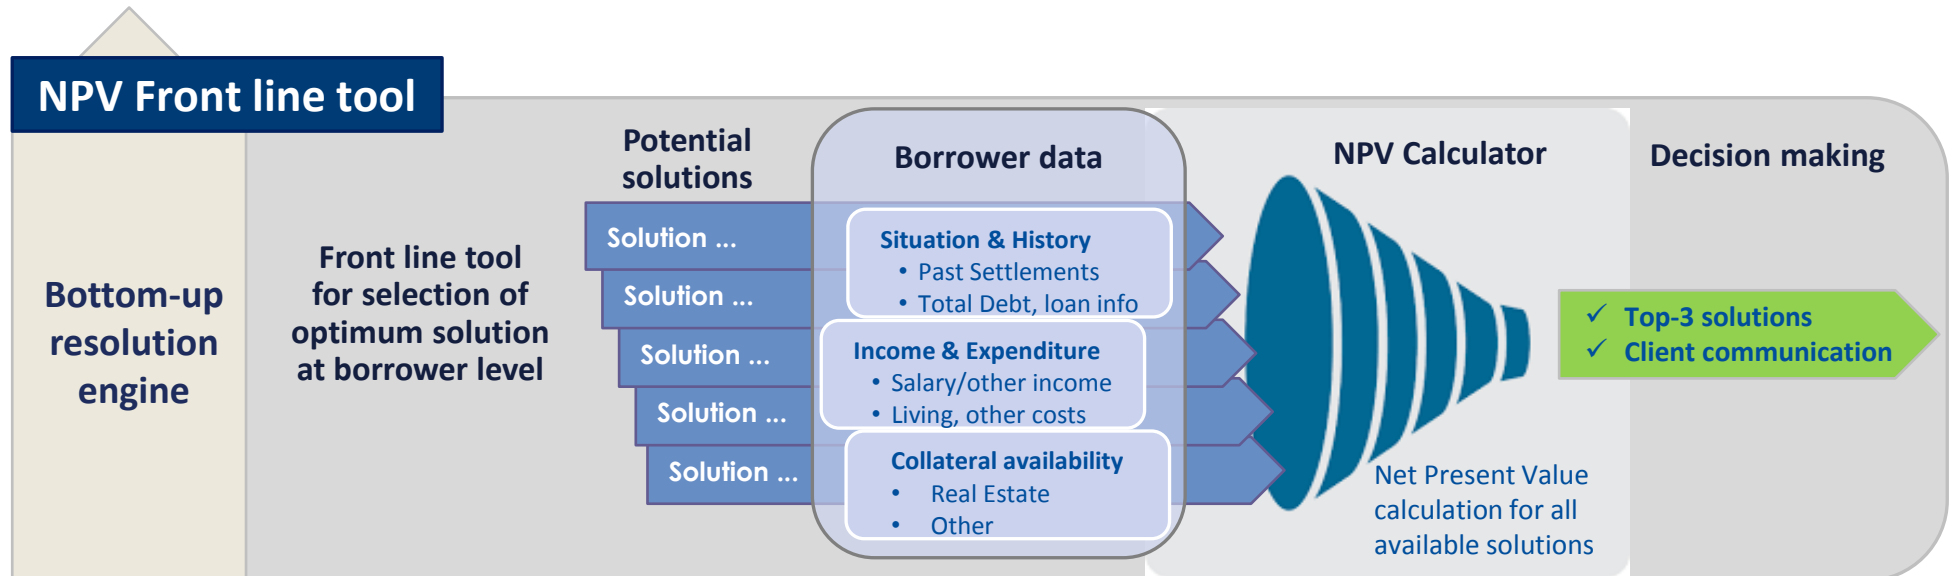 NPV Front line tool
Bottom-up
resolution
engine
Front line tool
for selection of
optimum solution
at borrower level
Potential
solutions
Solution ...
Solution ...
Solution ...
Solution ...
Solution ...
Borrower data
Situation & History
• Past Settlements
• Total Debt, loan info
Income & Expenditure
• Salary/other income
• Living, other costs
Collateral availability
• Real Estate
• Other
NPV Calculator
Net Present Value
calculation for all
available solutions
Decision making
✓ Top-3 solutions
✓ Client communication